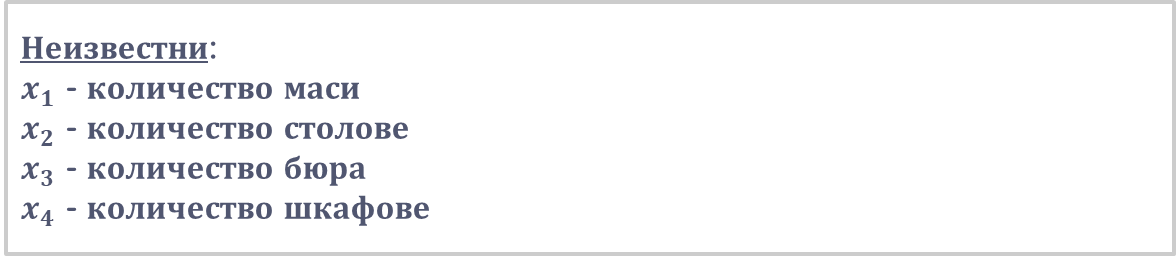 Неизвестни:
x₁ - количество маси
x₂ - количество столове
x₃ - количество бюра
x₄ - количество шкафове